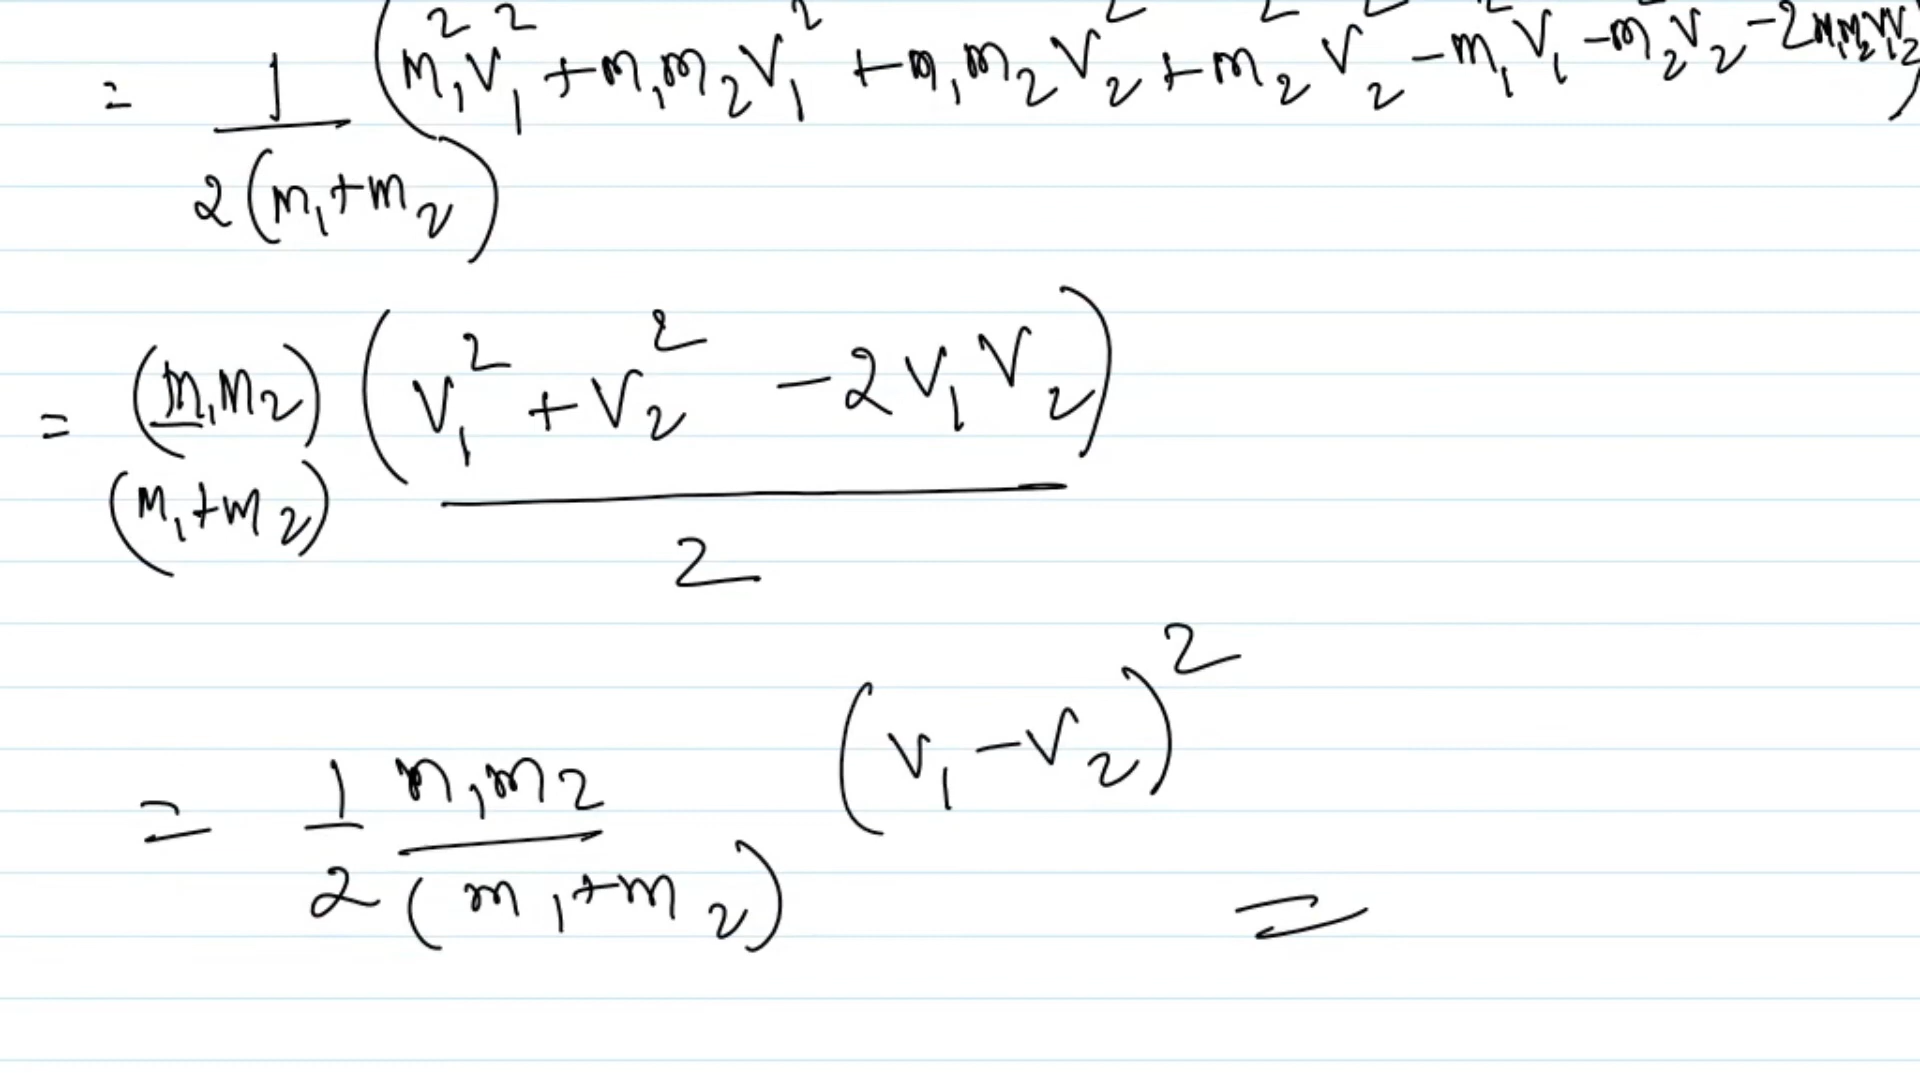 = 1/2(m₁+m₂) (m₁²v₁² + m₁m₂v₁² + m₁m₂v₂² + m₂²v₂² - m₁²v₁² - m₂²v₂² - 2m₁m₂v₁v₂)
= (m₁m₂)/(m₁+m₂) (v₁² + v₂² - 2v₁v₂)/2
= 1/2 m₁m₂/(m₁+m₂) (v₁ - v₂)²
=